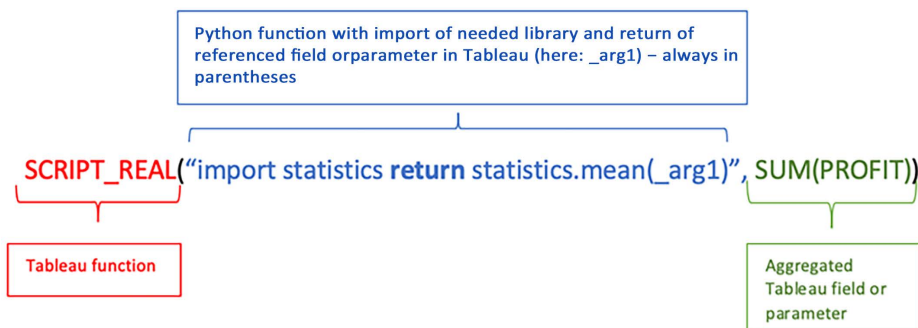 Python function with import of needed library and return of
referenced field orparameter in Tableau (here: _arg1) – always in
parentheses
SCRIPT_REAL(“import statistics return statistics.mean(_arg1)”, SUM(PROFIT))
Tableau function
Aggregated
Tableau field or
parameter